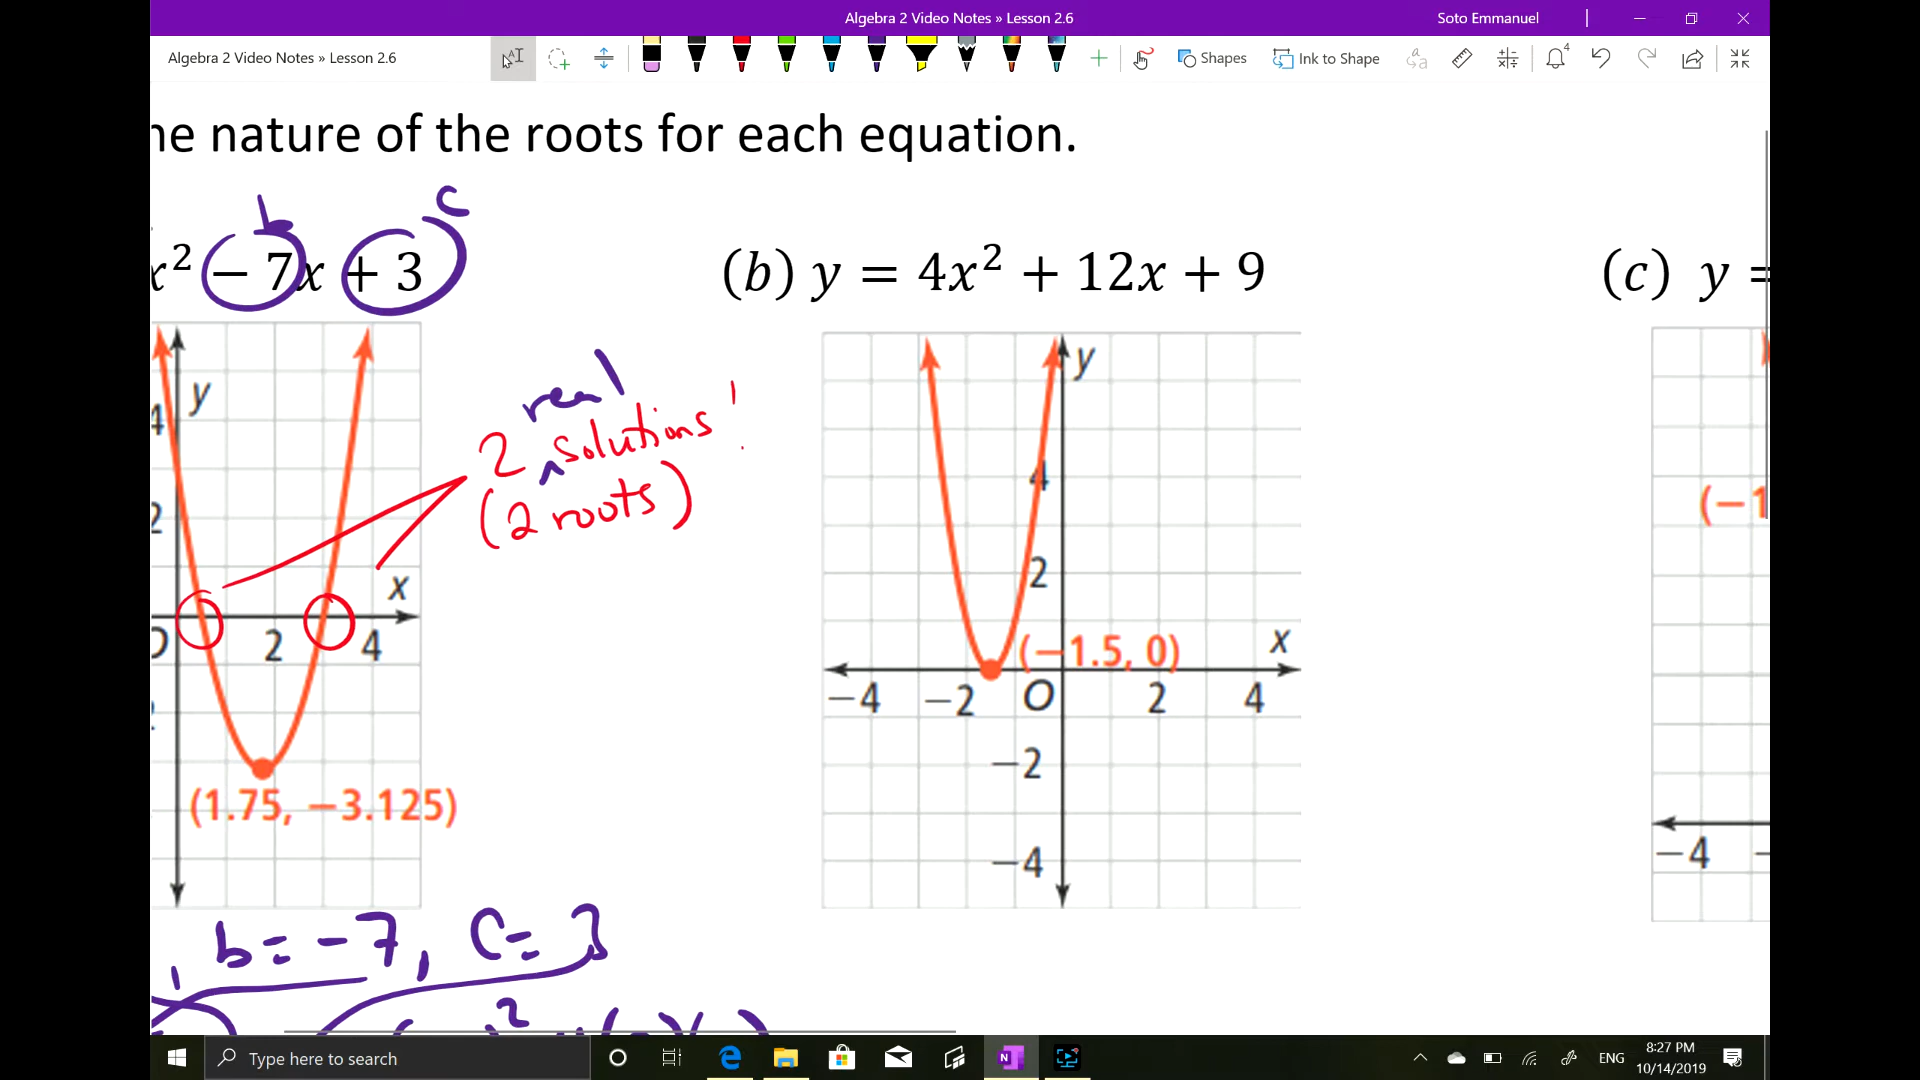 Algebra 2 Video Notes » Lesson 2.6
Soto Emmanuel
Algebra 2 Video Notes » Lesson 2.6
Shapes
Ink to Shape
4
he nature of the roots for each equation.
b
c
x² − 7x + 3
(b) y = 4x² + 12x + 9
(c) y =
y
4
2
O
2
4
x
(1.75, −3.125)
real
2 ^ solutions!
(2 roots)
y
4
2
(−1.5, 0)
x
−4
−2
O
2
4
−2
−4
(−1
−4
b = -7, C = 3
2
Type here to search
ENG
8:27 PM
10/14/2019